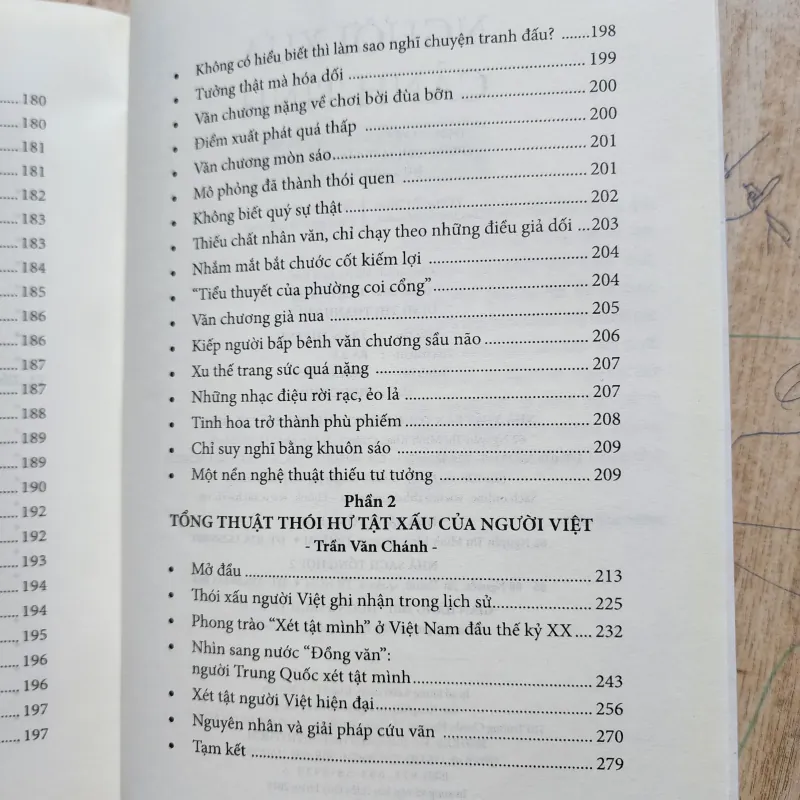 ..... 180
..... 180
..... 181
..... 181
..... 182
..... 183
..... 183
..... 184
..... 185
..... 186
..... 186
..... 187
..... 187
..... 188
..... 189
..... 189
..... 190
..... 192
..... 192
..... 193
..... 194
..... 194
..... 195
..... 196
..... 196
..... 197
..... 197
• Không có hiểu biết thì làm sao nghĩ chuyện tranh đấu? .......198
• Tưởng thật mà hóa dối ............ 199
• Văn chương nặng về chơi bời đùa bỡn ............ 200
• Điểm xuất phát quá thấp ............ 200
• Văn chương mòn sáo............ 201
• Mô phỏng đã thành thói quen ............ 201
• Không biết quý sự thật............ 202
• Thiếu chất nhân văn, chỉ chạy theo những điều giả dối ...203
• Nhắm mắt bắt chước cốt kiếm lợi ............ 204
• “Tiểu thuyết của phường coi cổng”............ 204
• Văn chương già nua ............ 205
• Kiếp người bấp bênh văn chương sầu não ............ 206
• Xu thế trang sức quá nặng ............ 207
• Những nhạc điệu rời rạc, ẻo lả ............ 207
• Tinh hoa trở thành phù phiếm ............ 208
• Chỉ suy nghĩ bằng khuôn sáo ............ 209
• Một nền nghệ thuật thiếu tư tưởng ............ 209
Phần 2
TỔNG THUẬT THÓI HƯ TẬT XẤU CỦA NGƯỜI VIỆT
- Trần Văn Chánh -
• Mở đầu ............ 213
• Thói xấu người Việt ghi nhận trong lịch sử............ 225
• Phong trào “Xét tật mình” ở Việt Nam đầu thế kỷ XX .... 232
• Nhìn sang nước “Đồng văn”:
người Trung Quốc xét tật mình............ 243
• Xét tật người Việt hiện đại............ 256
• Nguyên nhân và giải pháp cứu vãn ............ 270
• Tạm kết ............ 279